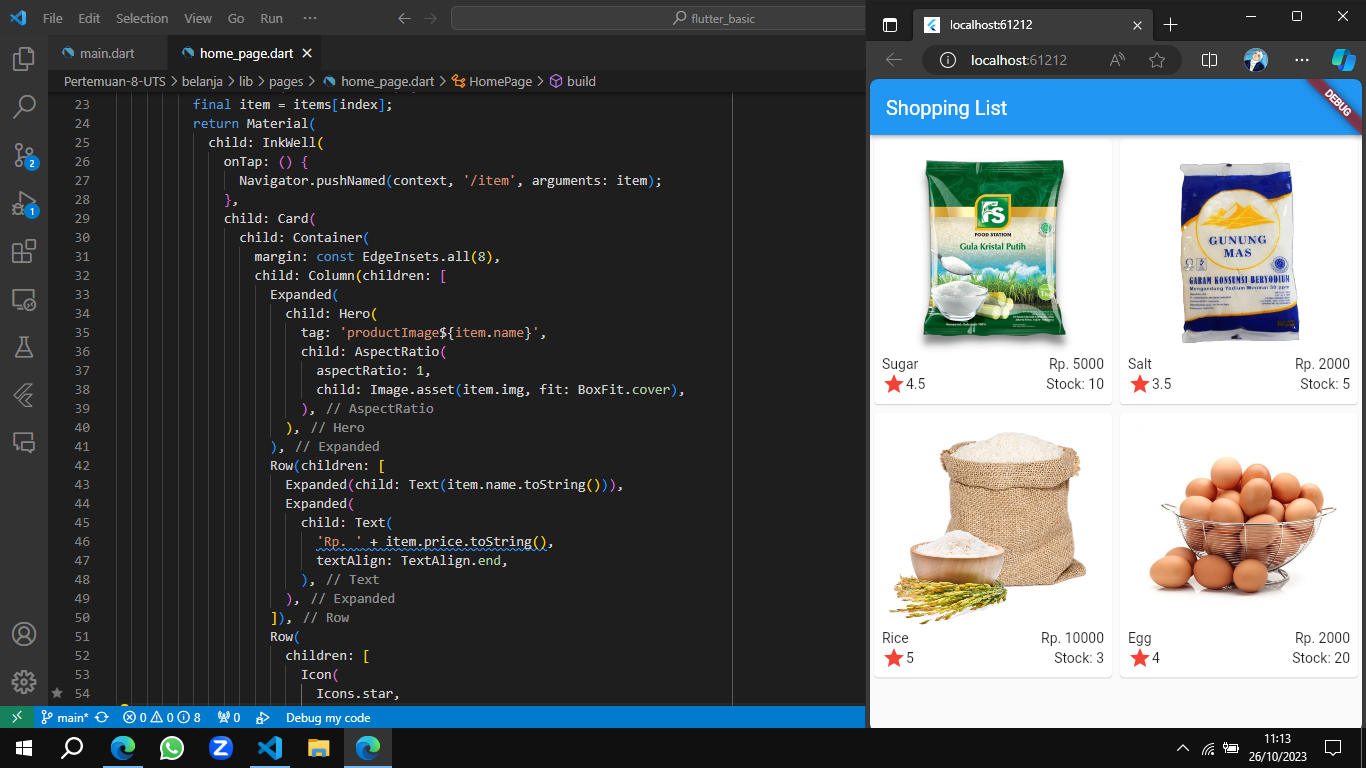 File Edit Selection View Go Run ···
flutter_basic
main.dart
home_page.dart
Pertemuan-8-UTS > belanja > lib > pages > home_page.dart > HomePage > build
23 final item = items[index];
24 return Material(
25 child: InkWell(
26 onTap: () {
27 Navigator.pushNamed(context, '/item', arguments: item);
28 },
29 child: Card(
30 child: Container(
31 margin: const EdgeInsets.all(8),
32 child: Column(children: [
33 Expanded(
34 child: Hero(
35 tag: 'productImage${item.name}',
36 child: AspectRatio(
37 aspectRatio: 1,
38 child: Image.asset(item.img, fit: BoxFit.cover),
39 ), // AspectRatio
40 ), // Hero
41 ), // Expanded
42 Row(children: [
43 Expanded(child: Text(item.name.toString())),
44 Expanded(
45 child: Text(
46 'Rp. ' + item.price.toString(),
47 textAlign: TextAlign.end,
48 ), // Text
49 ), // Expanded
50 ]), // Row
51 Row(
52 children: [
53 Icon(
54 Icons.star,
2
1
main* 0 0 8 0 Debug my code
localhost:61212
localhost:61212
Shopping List
DEBUG
FS
FOOD STATION
Gula Kristal Putih
GUNUNG
MAS
GARAM KONSUMSI BERYODIUM
Mengandung Yodium Minimal 30 ppm
Sugar Rp. 5000
4.5 Stock: 10
Salt Rp. 2000
3.5 Stock: 5
Rice Rp. 10000
5 Stock: 3
Egg Rp. 2000
4 Stock: 20
11:13
26/10/2023